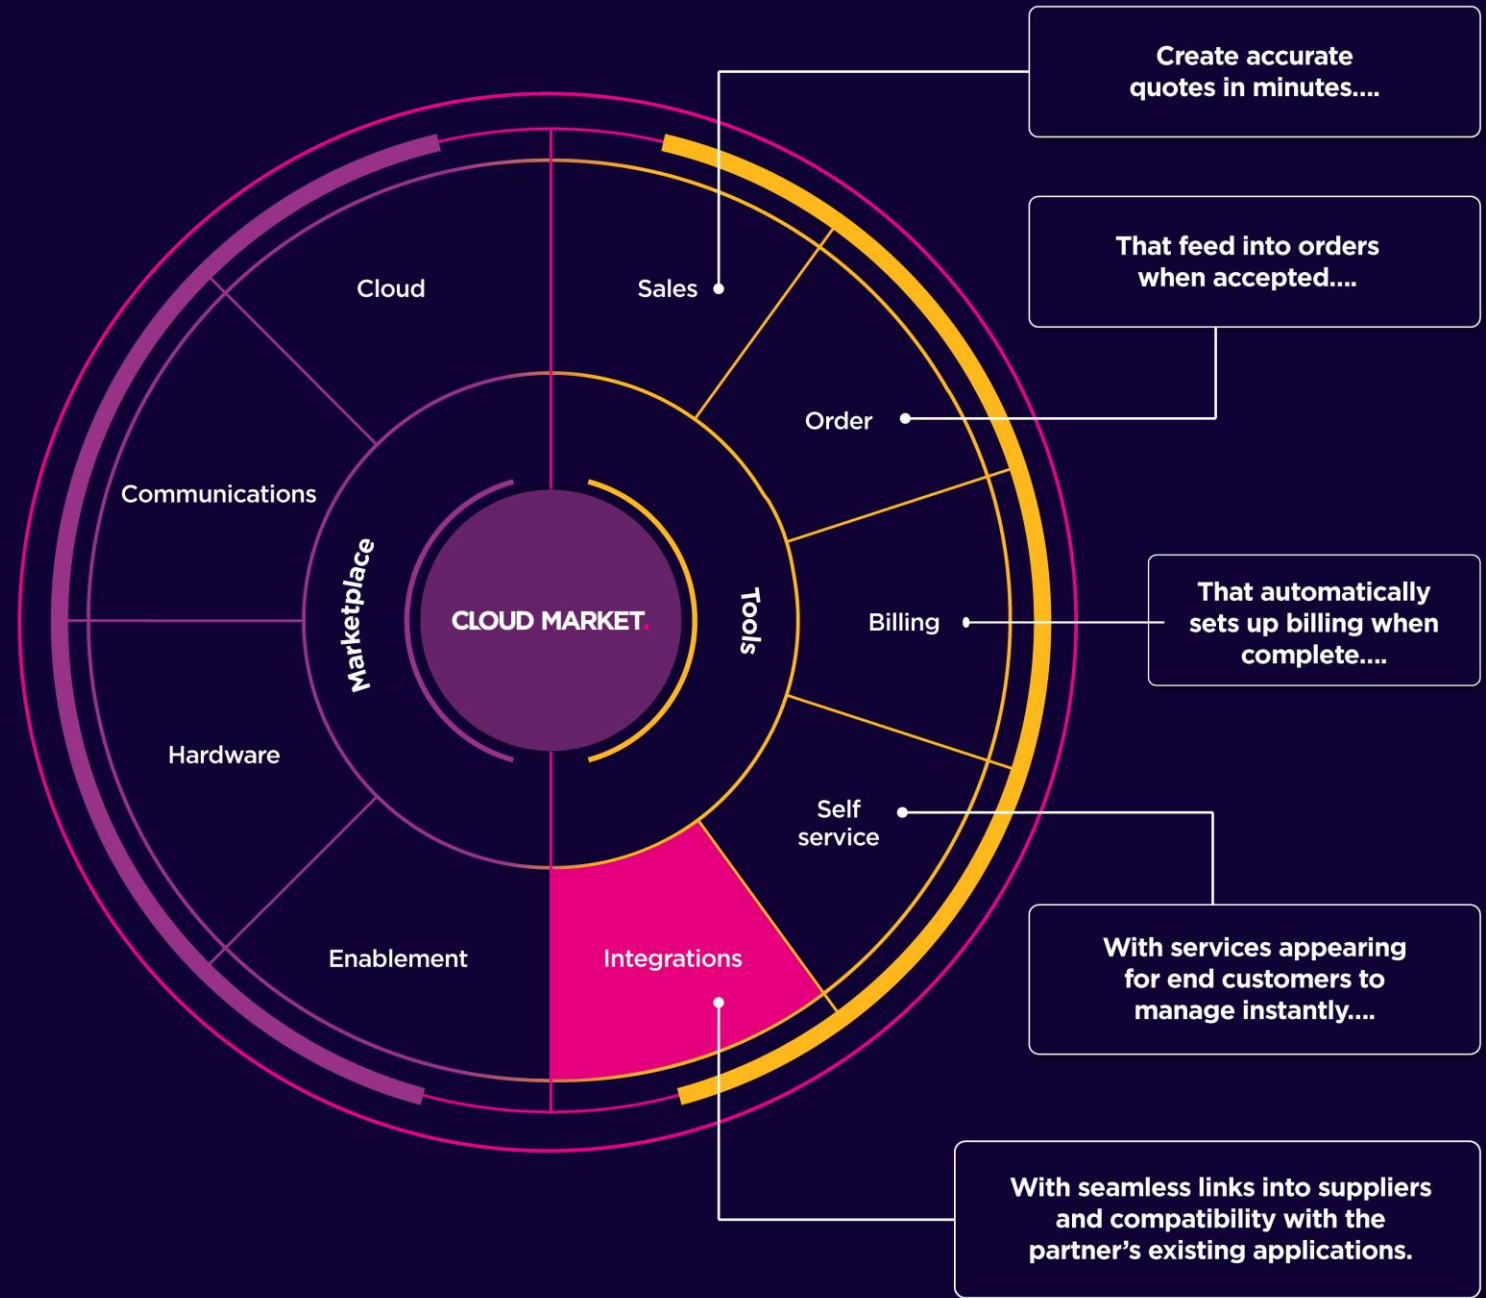 Create accurate
quotes in minutes....
That feed into orders
when accepted....
Cloud
Sales
Order
Communications
Marketplace
CLOUD MARKET.
Tools
Billing
That automatically
sets up billing when
complete....
Hardware
Self
service
Enablement
Integrations
With services appearing
for end customers to
manage instantly....
With seamless links into suppliers
and compatibility with the
partner’s existing applications.